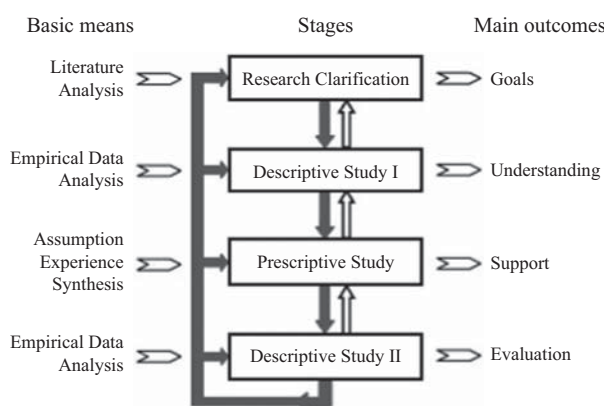 Basic means
Stages
Main outcomes
Literature
Analysis
Research Clarification
Goals
Empirical Data
Analysis
Descriptive Study I
Understanding
Assumption
Experience
Synthesis
Prescriptive Study
Support
Empirical Data
Analysis
Descriptive Study II
Evaluation